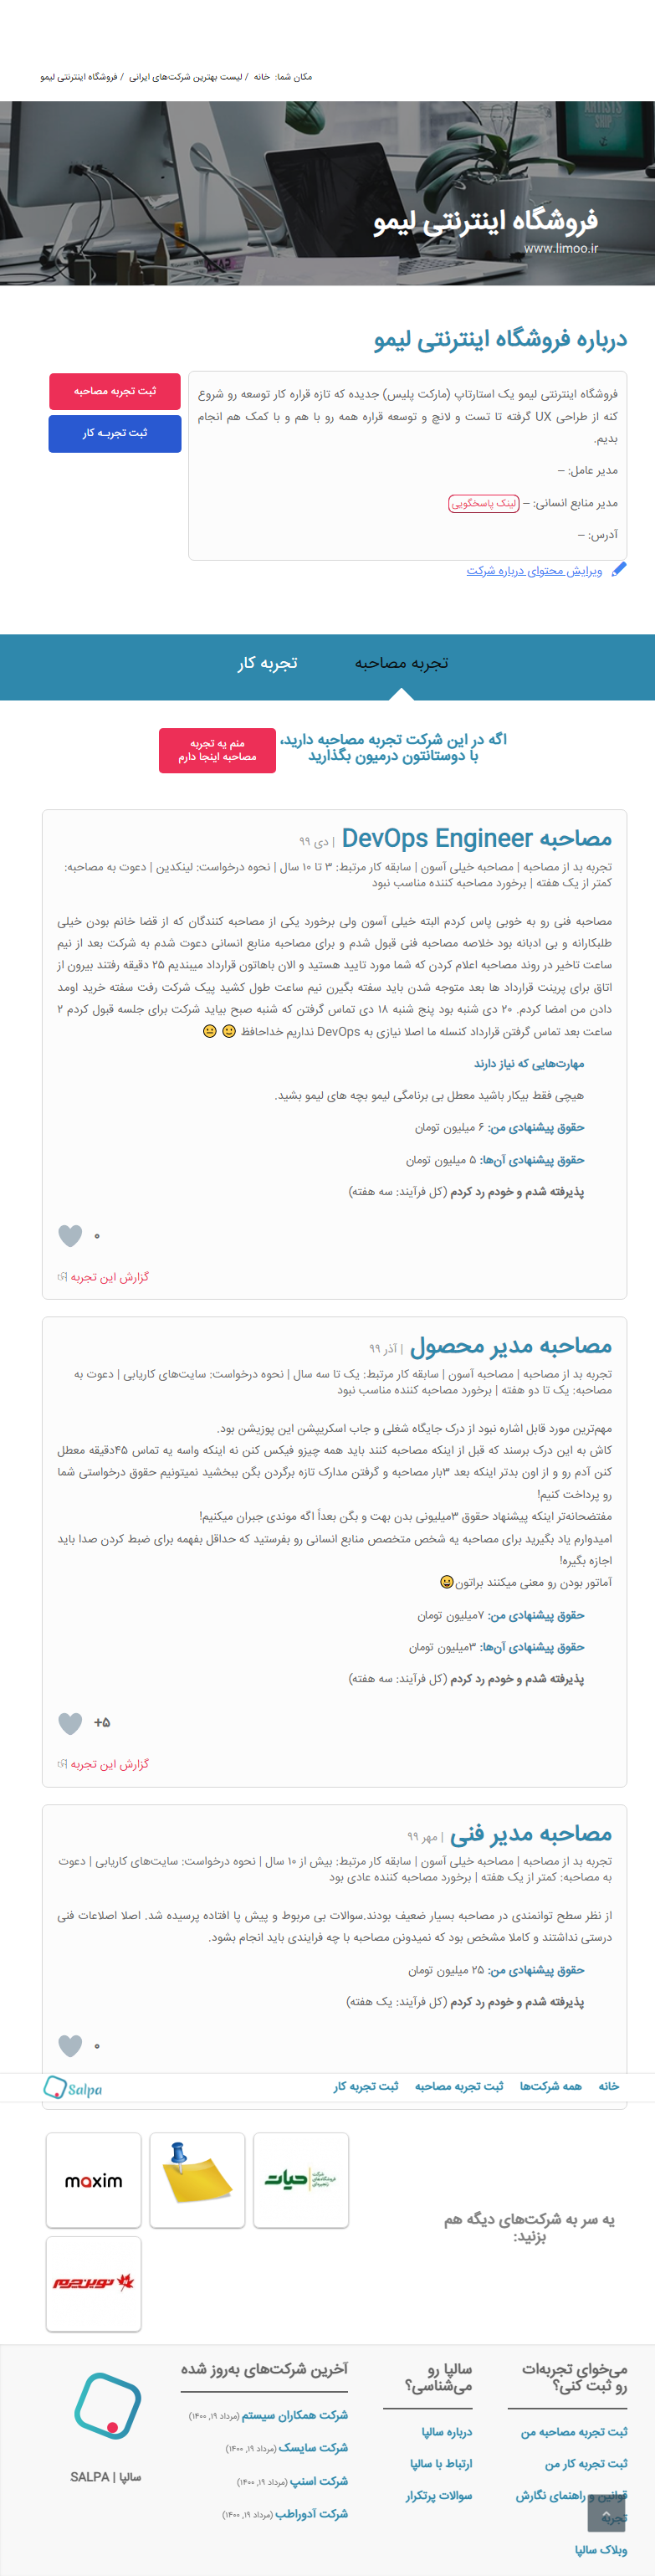 مکان شما: خانه / لیست بهترین شرکت‌های ایرانی / فروشگاه اینترنتی لیمو
فروشگاه اینترنتی لیمو
www.limoo.ir
درباره فروشگاه اینترنتی لیمو
فروشگاه اینترنتی لیمو یک استارتاپ (مارکت پلیس) جدیده که تازه قراره کار توسعه رو شروع
کنه از طراحی UX گرفته تا تست و لانچ و توسعه قراره همه رو با هم و با کمک هم انجام
بدیم.
مدیر عامل: –
مدیر منابع انسانی: – لینک پاسخگویی
آدرس: –
ثبت تجربه مصاحبه
ثبت تجربـه کار
ویرایش محتوای درباره شرکت
تجربه مصاحبه
تجربه کار
اگه در این شرکت تجربه مصاحبه دارید،
با دوستانتون درمیون بگذارید
منم یه تجربه
مصاحبه اینجا دارم
مصاحبه DevOps Engineer | دی ۹۹
تجربه بد از مصاحبه | مصاحبه خیلی آسون | سابقه کار مرتبط: ۳ تا ۱۰ سال | نحوه درخواست: لینکدین | دعوت به مصاحبه:
کمتر از یک هفته | برخورد مصاحبه کننده مناسب نبود
مصاحبه فنی رو به خوبی پاس کردم البته خیلی آسون ولی برخورد یکی از مصاحبه کنندگان که از قضا خانم بودن خیلی
طلبکارانه و بی ادبانه بود خلاصه مصاحبه فنی قبول شدم و برای مصاحبه منابع انسانی دعوت شدم به شرکت بعد از نیم
ساعت تاخیر در روند مصاحبه اعلام کردن که شما مورد تایید هستید و الان باهاتون قرارداد میبندیم ۲۵ دقیقه رفتند بیرون از
اتاق برای پرینت قرارداد ها بعد متوجه شدن باید سفته بگیرن نیم ساعت طول کشید پیک شرکت رفت سفته خرید اومد
دادن من امضا کردم. ۲۰ دی شنبه بود پنج شنبه ۱۸ دی تماس گرفتن که شنبه صبح بیاید شرکت برای جلسه قبول کردم ۲
ساعت بعد تماس گرفتن قرارداد کنسله ما اصلا نیازی به DevOps نداریم خداحافظ 🙂 😐
مهارت‌هایی که نیاز دارند
هیچی فقط بیکار باشید معطل بی برنامگی لیمو بچه های لیمو بشید.
حقوق پیشنهادی من: ۶ میلیون تومان
حقوق پیشنهادی آن‌ها: ۵ میلیون تومان
پذیرفته شدم و خودم رد کردم (کل فرآیند: سه هفته)
۰
گزارش این تجربه
مصاحبه مدیر محصول | آذر ۹۹
تجربه بد از مصاحبه | مصاحبه آسون | سابقه کار مرتبط: یک تا سه سال | نحوه درخواست: سایت‌های کاریابی | دعوت به
مصاحبه: یک تا دو هفته | برخورد مصاحبه کننده مناسب نبود
مهم‌ترین مورد قابل اشاره نبود از درک جایگاه شغلی و جاب اسکریپشن این پوزیشن بود.
کاش به این درک برسند که قبل از اینکه مصاحبه کنند باید همه چیزو فیکس کنن نه اینکه واسه یه تماس ۴۵دقیقه معطل
کنن آدم رو و از اون بدتر اینکه بعد ۳بار مصاحبه و گرفتن مدارک تازه برگردن بگن ببخشید نمیتونیم حقوق درخواستی شما
رو پرداخت کنیم!
مفتضحانه‌تر اینکه پیشنهاد حقوق ۳میلیونی بدن بهت و بگن بعداً اگه موندی جبران میکنیم!
امیدوارم یاد بگیرید برای مصاحبه یه شخص متخصص منابع انسانی رو بفرستید که حداقل بفهمه برای ضبط کردن صدا باید
اجازه بگیره!
آماتور بودن رو معنی میکنند براتون😀
حقوق پیشنهادی من: ۷میلیون تومان
حقوق پیشنهادی آن‌ها: ۳میلیون تومان
پذیرفته شدم و خودم رد کردم (کل فرآیند: سه هفته)
+۵
گزارش این تجربه
مصاحبه مدیر فنی | مهر ۹۹
تجربه بد از مصاحبه | مصاحبه خیلی آسون | سابقه کار مرتبط: بیش از ۱۰ سال | نحوه درخواست: سایت‌های کاریابی | دعوت
به مصاحبه: کمتر از یک هفته | برخورد مصاحبه کننده عادی بود
از نظر سطح توانمندی در مصاحبه بسیار ضعیف بودند.سوالات بی مربوط و پیش پا افتاده پرسیده شد. اصلا اصلاعات فنی
درستی نداشتند و کاملا مشخص بود که نمیدونن مصاحبه با چه فرایندی باید انجام بشود.
حقوق پیشنهادی من: ۲۵ میلیون تومان
پذیرفته شدم و خودم رد کردم (کل فرآیند: یک هفته)
۰
خانه همه شرکت‌ها ثبت تجربه مصاحبه ثبت تجربه کار
Salpa
یه سر به شرکت‌های دیگه هم
بزنید:
شرکت فروشگاه‌های زنجیره‌ای
حیات
maxim
نوین‌چرم
می‌خوای تجربه‌ات
رو ثبت کنی؟
ثبت تجربه مصاحبه من
ثبت تجربه کار من
قوانین و راهنمای نگارش
تجربه
وبلاگ سالپا
سالپا رو
می‌شناسی؟
درباره سالپا
ارتباط با سالپا
سوالات پرتکرار
آخرین شرکت‌های به‌روز شده
شرکت همکاران سیستم (مرداد ۱۹, ۱۴۰۰)
شرکت سایسک (مرداد ۱۹, ۱۴۰۰)
شرکت اسنپ (مرداد ۱۹, ۱۴۰۰)
شرکت آدوراطب (مرداد ۱۹, ۱۴۰۰)
سالپا | SALPA